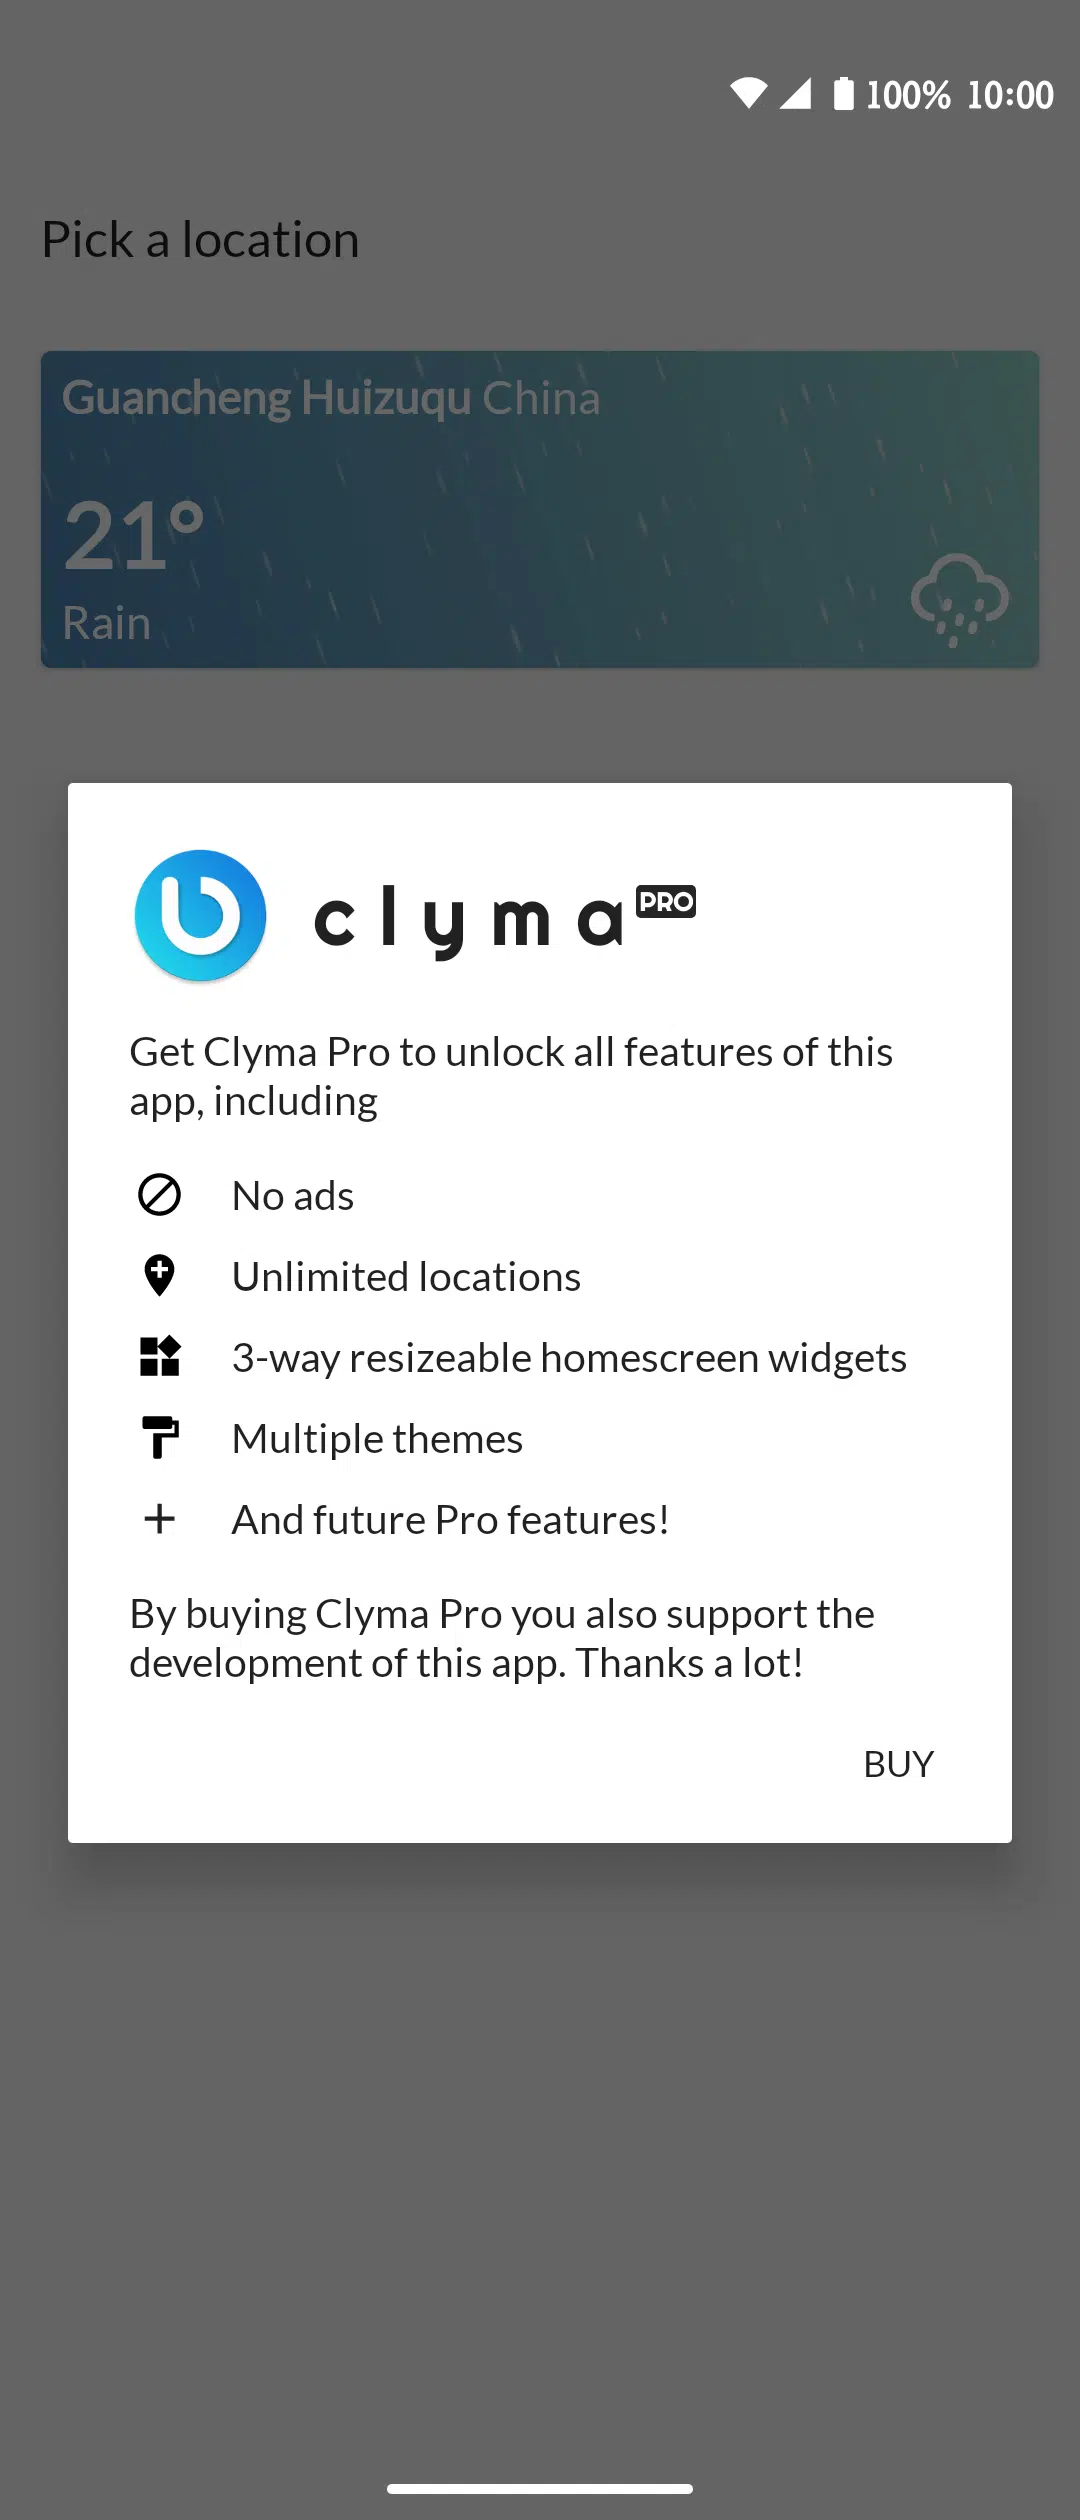 100% 10:00
Pick a location
Guancheng Huizuqu China
21°
Rain
clyma PRO
Get Clyma Pro to unlock all features of this
app, including
No ads
Unlimited locations
3-way resizeable homescreen widgets
Multiple themes
And future Pro features!
By buying Clyma Pro you also support the
development of this app. Thanks a lot!
BUY